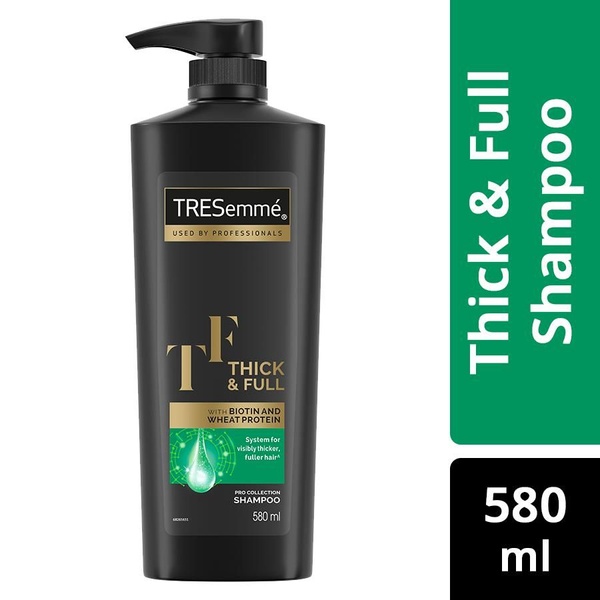 TRESemmé®
USED BY PROFESSIONALS
TF
THICK
& FULL
WITH BIOTIN AND
WHEAT PROTEIN
System for
visibly thicker,
fuller hair^
PRO COLLECTION
SHAMPOO
580 ml
Thick & Full
Shampoo
580
ml